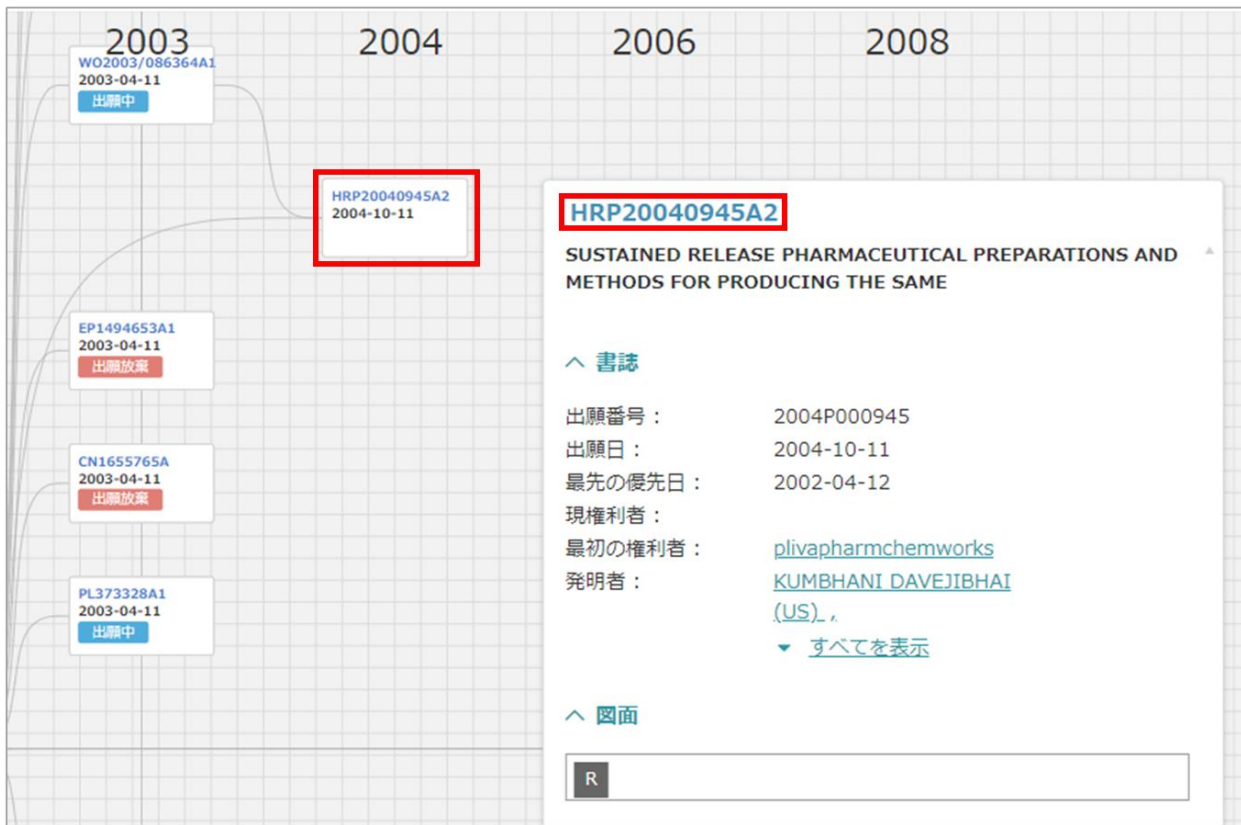 2003
2004
2006
2008
WO2003/086364A1
2003-04-11
出願中
HRP20040945A2
2004-10-11
EP1494653A1
2003-04-11
出願放棄
CN1655765A
2003-04-11
出願放棄
PL373328A1
2003-04-11
出願中
HRP20040945A2
SUSTAINED RELEASE PHARMACEUTICAL PREPARATIONS AND
METHODS FOR PRODUCING THE SAME
書誌
出願番号： 2004P000945
出願日： 2004-10-11
最先の優先日： 2002-04-12
現権利者：
最初の権利者： plivapharmchemworks
発明者： KUMBHANI DAVEJIBHAI
(US) ,
すべてを表示
図面
R